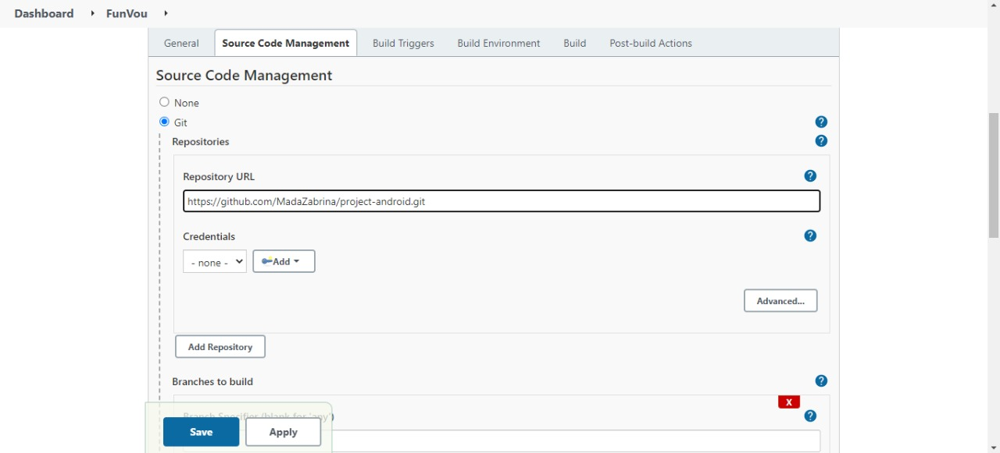 Dashboard FunVou
General Source Code Management Build Triggers Build Environment Build Post-build Actions
Source Code Management
None
Git ?
Repositories ?
Repository URL ?
https://github.com/MadaZabrina/project-android.git
Credentials ?
- none - Add
Advanced...
Add Repository
Branches to build ?
X
Branch Specifier (blank for 'any') ?
Save Apply